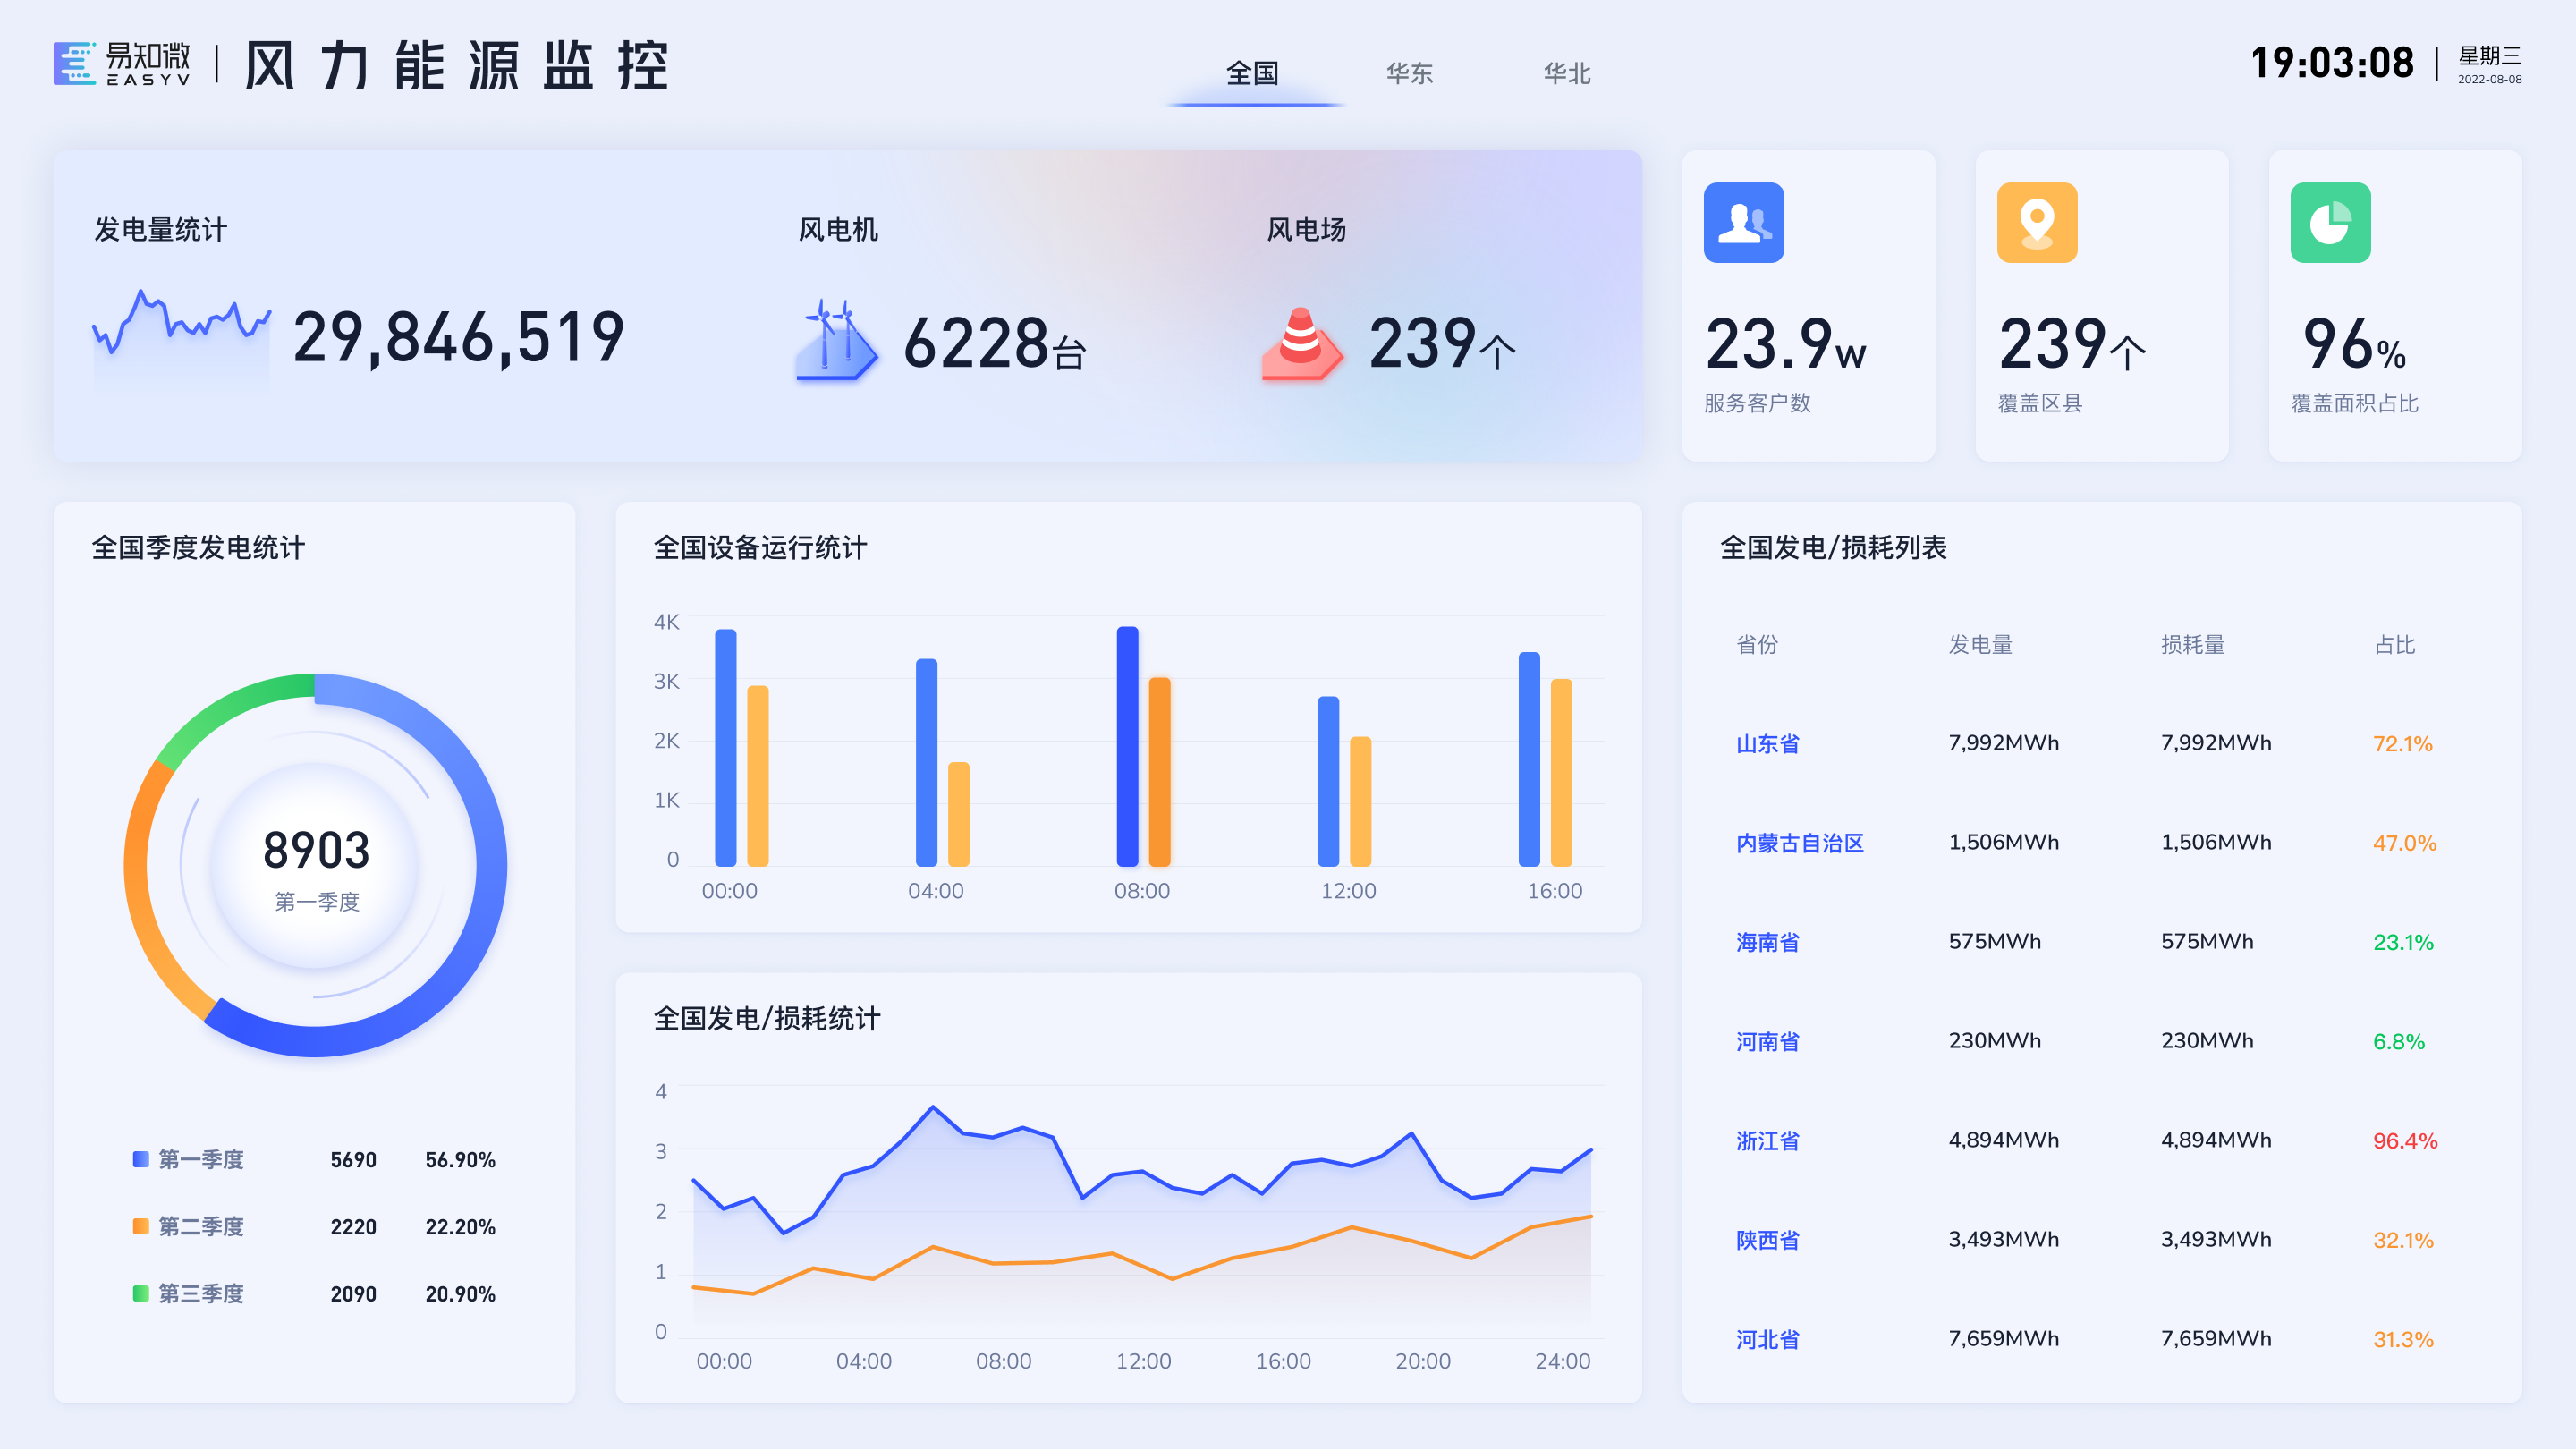 易知微
EASYV
风力能源监控
全国 华东 华北
19:03:08
星期三
2022-08-08
发电量统计
29,846,519
风电机
6228台
风电场
239个
23.9w
服务客户数
239个
覆盖区县
96%
覆盖面积占比
全国季度发电统计
8903
第一季度
第一季度 5690 56.90%
第二季度 2220 22.20%
第三季度 2090 20.90%
全国设备运行统计
4K
3K
2K
1K
0
00:00 04:00 08:00 12:00 16:00
全国发电/损耗统计
4
3
2
1
0
00:00 04:00 08:00 12:00 16:00 20:00 24:00
全国发电/损耗列表
省份 发电量 损耗量 占比
山东省 7,992MWh 7,992MWh 72.1%
内蒙古自治区 1,506MWh 1,506MWh 47.0%
海南省 575MWh 575MWh 23.1%
河南省 230MWh 230MWh 6.8%
浙江省 4,894MWh 4,894MWh 96.4%
陕西省 3,493MWh 3,493MWh 32.1%
河北省 7,659MWh 7,659MWh 31.3%